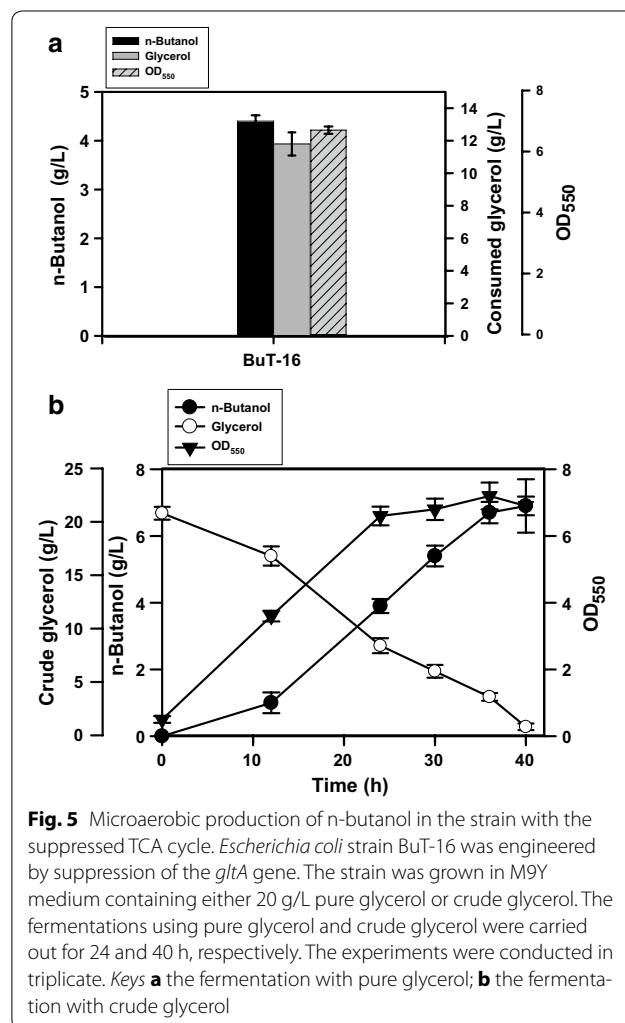 a
n-Butanol
Glycerol
OD550
5
4
3
2
1
0
n-Butanol (g/L)
14
12
10
8
6
4
2
0
Consumed glycerol (g/L)
8
6
4
2
0
OD550
BuT-16
b
n-Butanol
Glycerol
OD550
25
20
15
10
5
0
Crude glycerol (g/L)
8
6
4
2
0
n-Butanol (g/L)
8
6
4
2
0
OD550
0 10 20 30 40
Time (h)
Fig. 5 Microaerobic production of n-butanol in the strain with the
suppressed TCA cycle. Escherichia coli strain BuT-16 was engineered
by suppression of the gltA gene. The strain was grown in M9Y
medium containing either 20 g/L pure glycerol or crude glycerol. The
fermentations using pure glycerol and crude glycerol were carried
out for 24 and 40 h, respectively. The experiments were conducted in
triplicate. Keys a the fermentation with pure glycerol; b the fermenta-
tion with crude glycerol